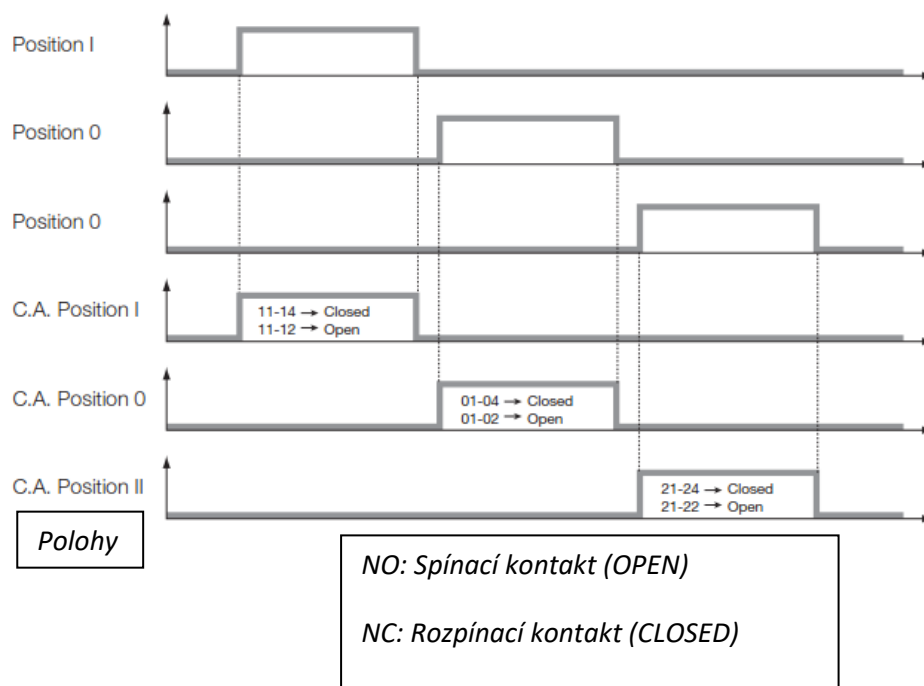 Position I
Position 0
Position 0
C.A. Position I
11-14 → Closed
11-12 → Open
C.A. Position 0
01-04 → Closed
01-02 → Open
C.A. Position II
21-24 → Closed
21-22 → Open
Polohy
NO: Spínací kontakt (OPEN)
NC: Rozpínací kontakt (CLOSED)